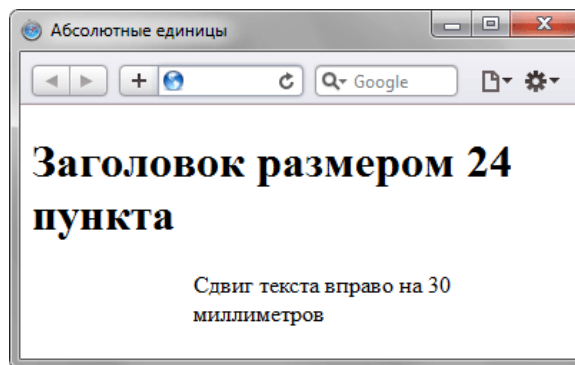 Абсолютные единицы
Google
Заголовок размером 24
пункта
Сдвиг текста вправо на 30
миллиметров